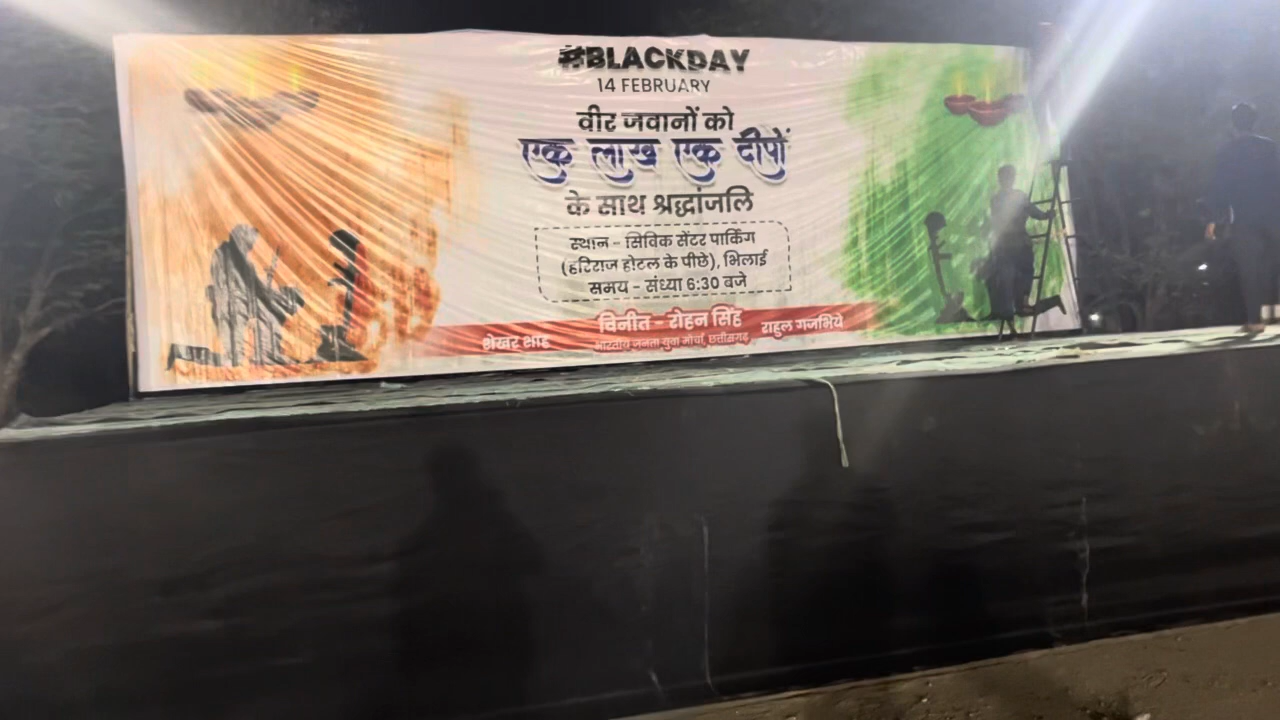 #BLACKDAY
14 FEBRUARY
वीर जवानों को
एक लाख एक दीपों
के साथ श्रद्धांजलि
स्थान - सिविक सेंटर पार्किंग
(हरिराज होटल के पीछे), भिलाई
समय - संध्या 6:30 बजे
शेखर शाह विनीत - रोहन सिंह राहुल गजभिये
भारतीय जनता युवा मोर्चा, छत्तीसगढ़